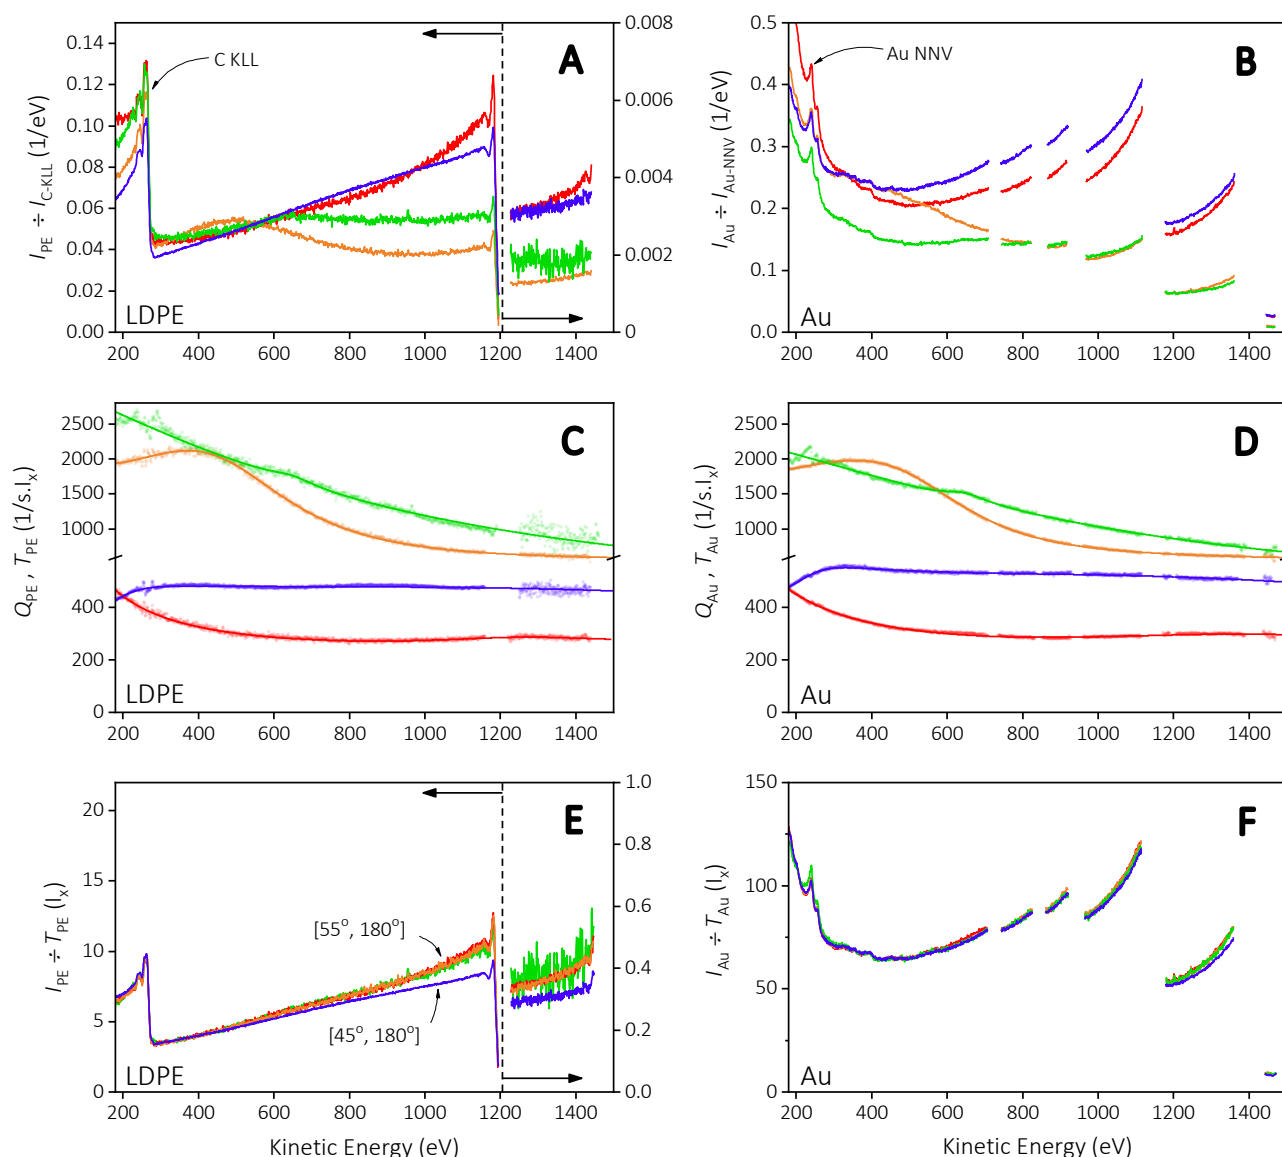 A
C KLL
LDPE
I_PE ÷ I_C-KLL (1/eV)
0.14
0.12
0.10
0.08
0.06
0.04
0.02
0.00
0.008
0.006
0.004
0.002
0
200 400 600 800 1000 1200 1400
B
Au NNV
Au
I_Au ÷ I_Au-NNV (1/eV)
0.5
0.4
0.3
0.2
0.1
0.0
200 400 600 800 1000 1200 1400
C
LDPE
Q_PE , T_PE (1/s.I_x)
2500
2000
1500
1000
400
200
0
200 400 600 800 1000 1200 1400
D
Au
Q_Au , T_Au (1/s.I_x)
2500
2000
1500
1000
400
200
0
200 400 600 800 1000 1200 1400
E
[55°, 180°]
[45°, 180°]
LDPE
I_PE ÷ T_PE (I_x)
20
15
10
5
0
1.0
0.8
0.6
0.4
0.2
0.0
200 400 600 800 1000 1200 1400
Kinetic Energy (eV)
F
Au
I_Au ÷ T_Au (I_x)
150
100
50
0
200 400 600 800 1000 1200 1400
Kinetic Energy (eV)